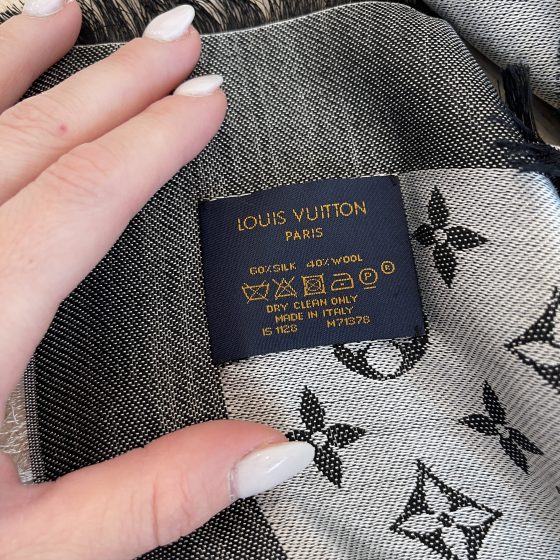 LOUIS VUITTON
PARIS
60%SILK 40%WOOL
P R
DRY CLEAN ONLY
MADE IN ITALY
IS 1128 M71378